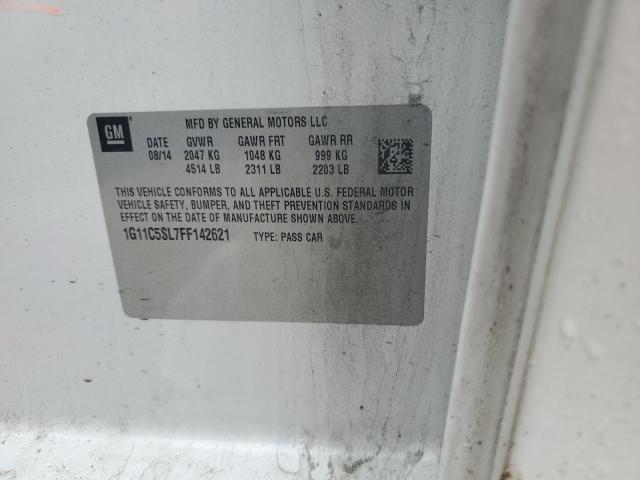 GM
MFD BY GENERAL MOTORS LLC
DATE GVWR GAWR FRT GAWR RR
08/14 2047 KG 1048 KG 999 KG
4514 LB 2311 LB 2203 LB
THIS VEHICLE CONFORMS TO ALL APPLICABLE U.S. FEDERAL MOTOR
VEHICLE SAFETY, BUMPER, AND THEFT PREVENTION STANDARDS IN
EFFECT ON THE DATE OF MANUFACTURE SHOWN ABOVE.
1G11C5SL7FF142621 TYPE: PASS CAR